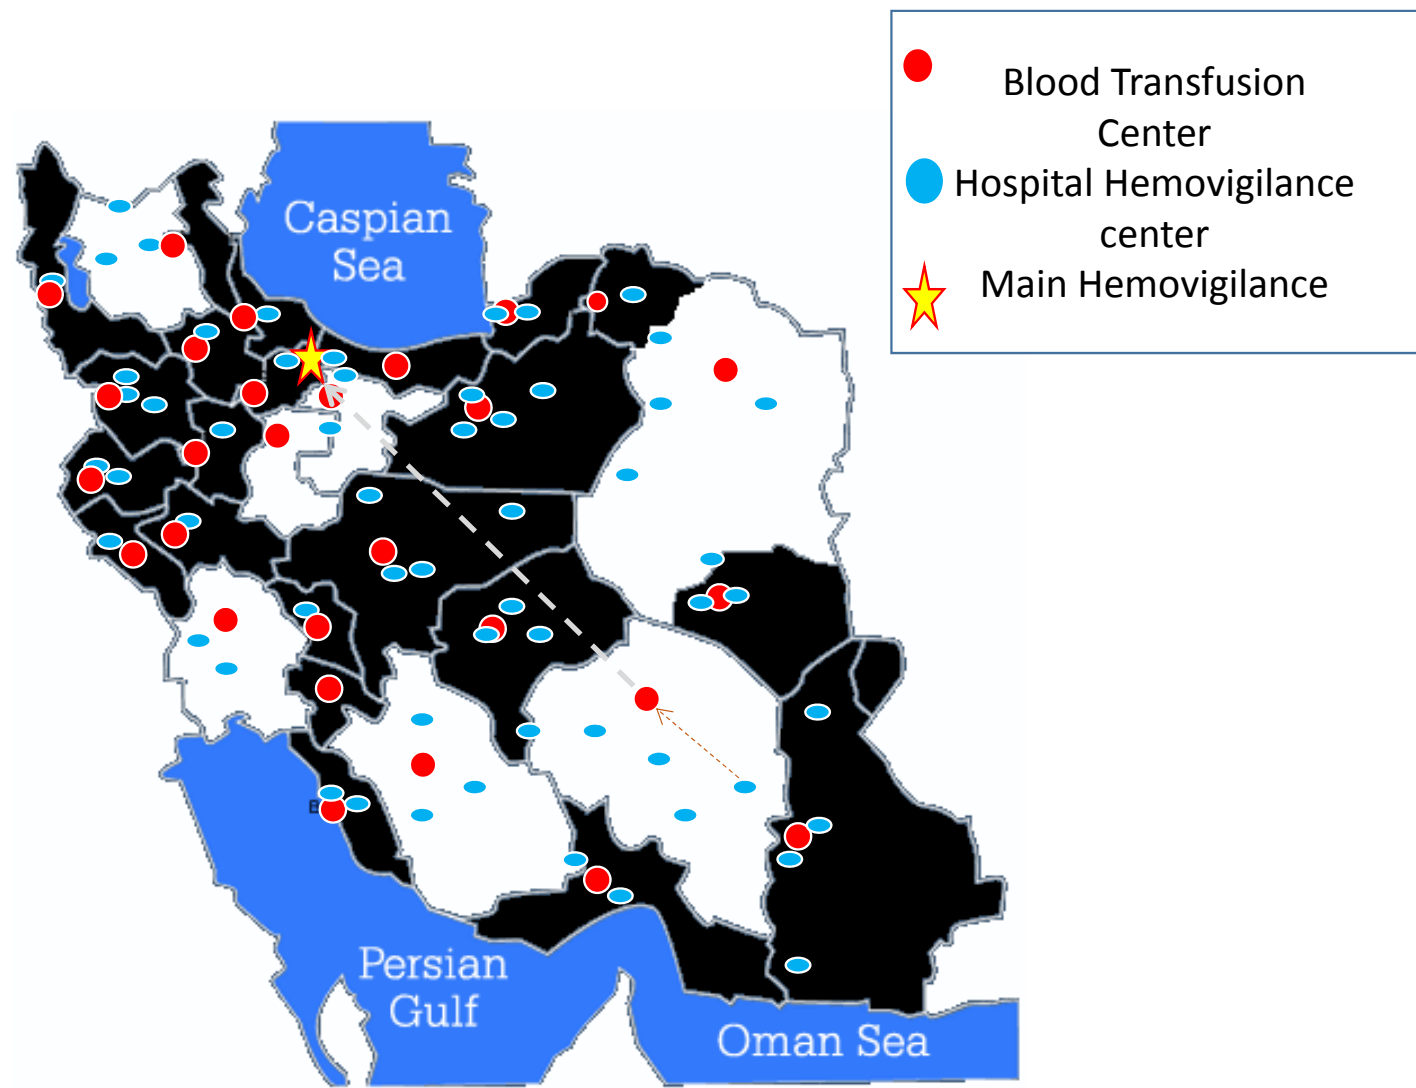 Blood Transfusion
Center
Hospital Hemovigilance
center
Main Hemovigilance
Caspian
Sea
B
Persian
Gulf
Oman Sea